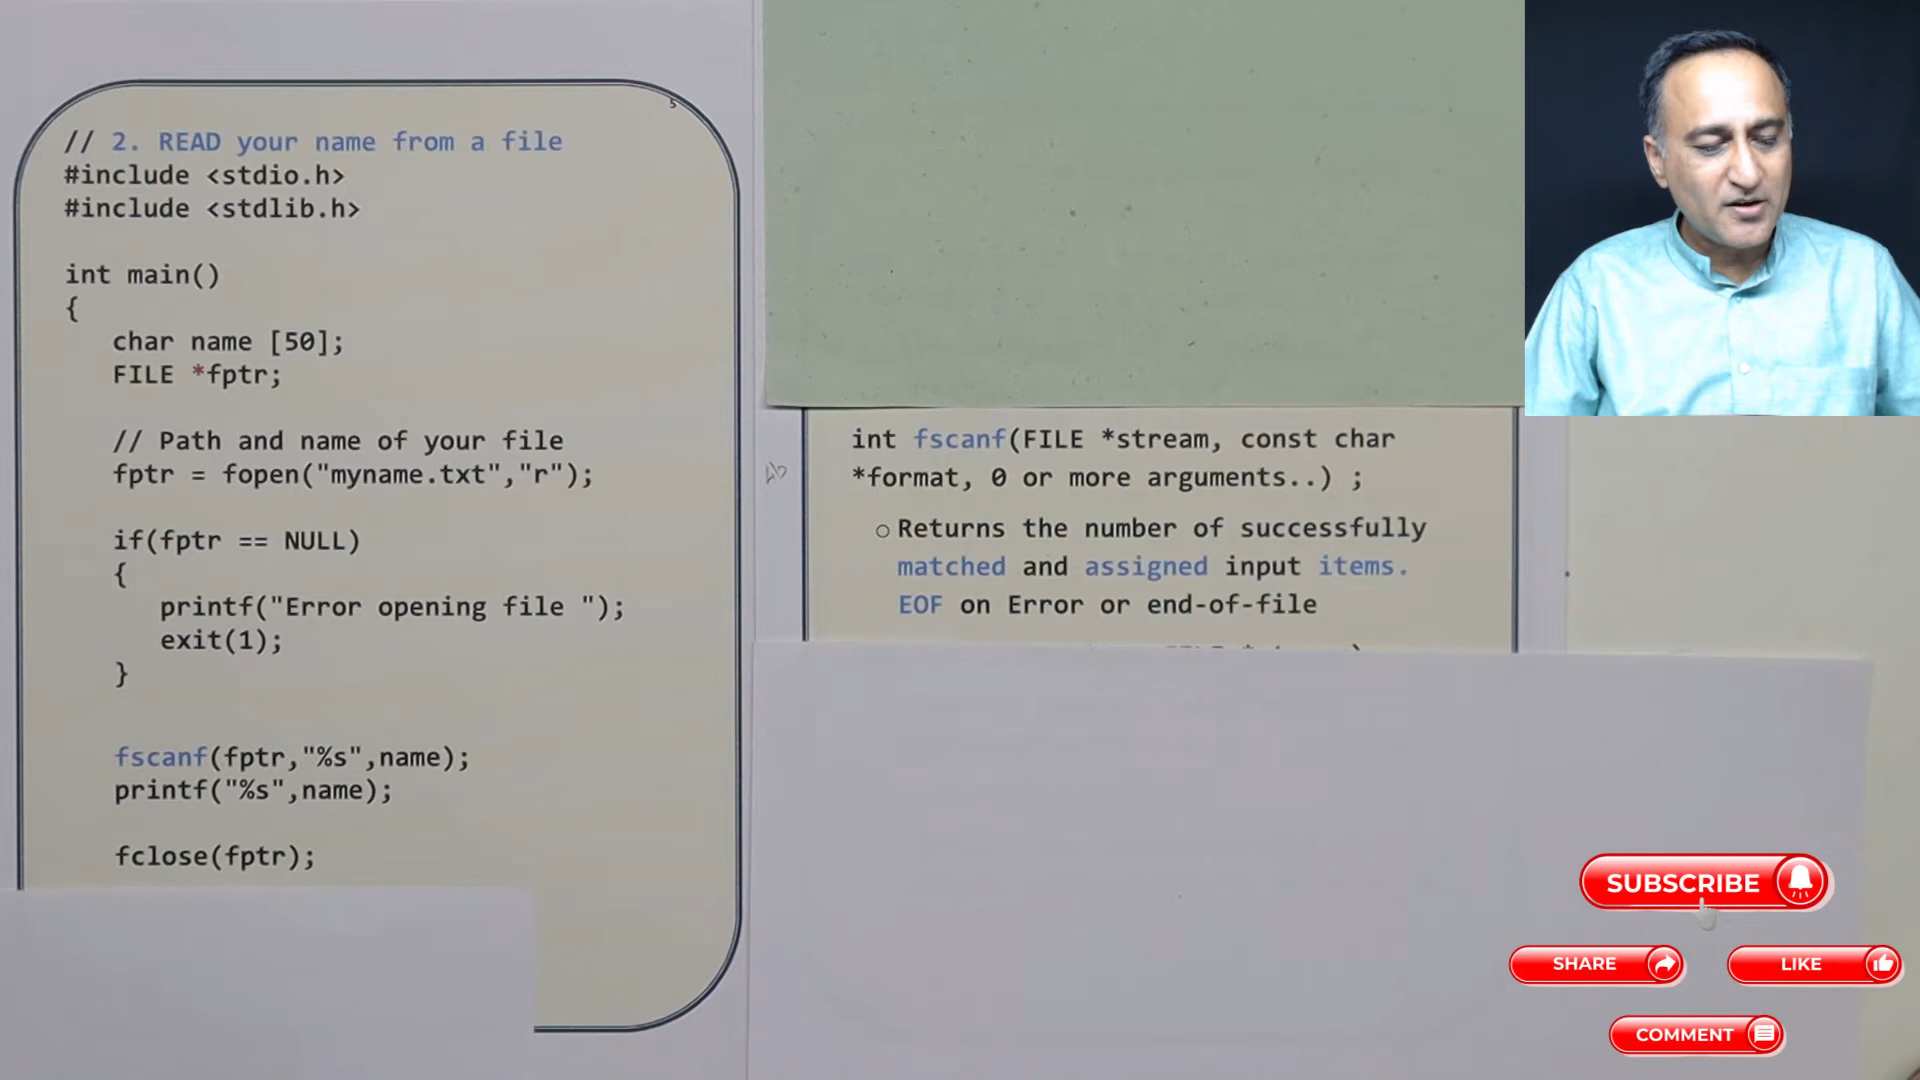 5
// 2. READ your name from a file
#include <stdio.h>
#include <stdlib.h>
int main()
{
char name [50];
FILE *fptr;
// Path and name of your file
fptr = fopen("myname.txt","r");
if(fptr == NULL)
{
printf("Error opening file ");
exit(1);
}
fscanf(fptr,"%s",name);
printf("%s",name);
fclose(fptr);
int fscanf(FILE *stream, const char
*format, 0 or more arguments..) ;
○ Returns the number of successfully
matched and assigned input items.
EOF on Error or end-of-file
SUBSCRIBE
SHARE
LIKE
COMMENT